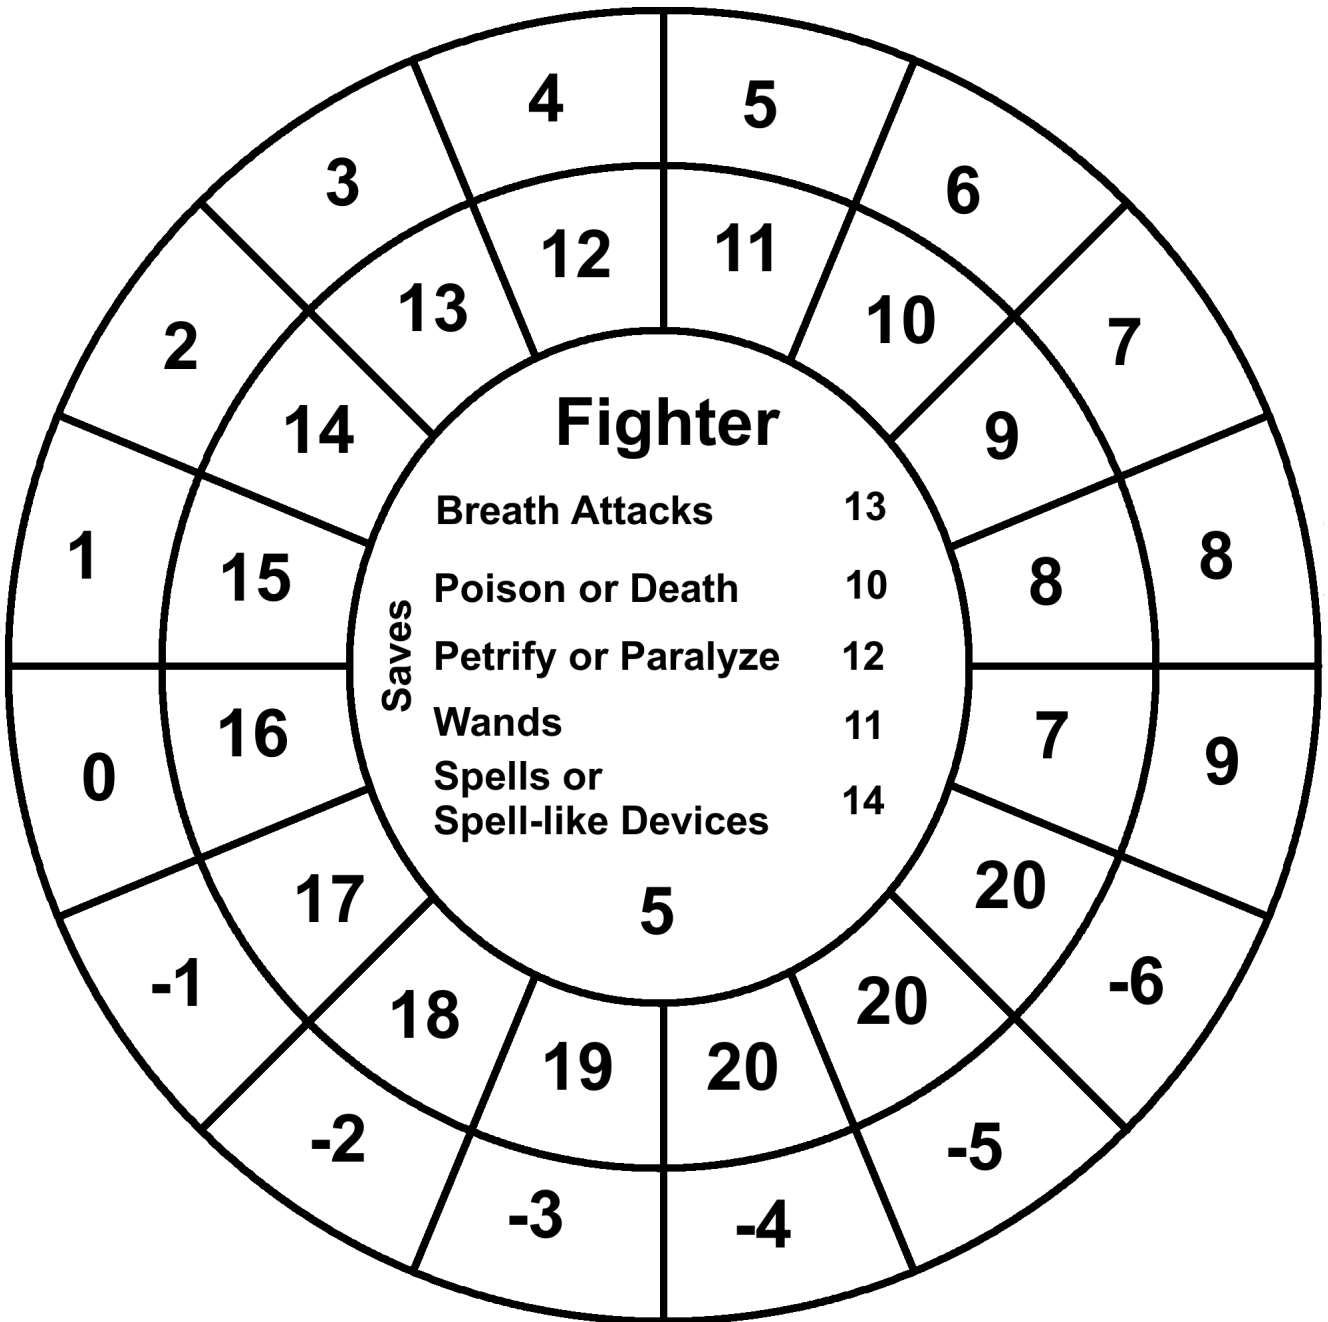 4 5
3 6
12 11
2 13 10 7
14 9
Fighter
Breath Attacks 13
1 15 8 8
Poison or Death 10
Saves
Petrify or Paralyze 12
Wands 11
0 16 7 9
Spells or
Spell-like Devices 14
17 20
5
-1 18 20 -6
19 20
-2 -5
-3 -4